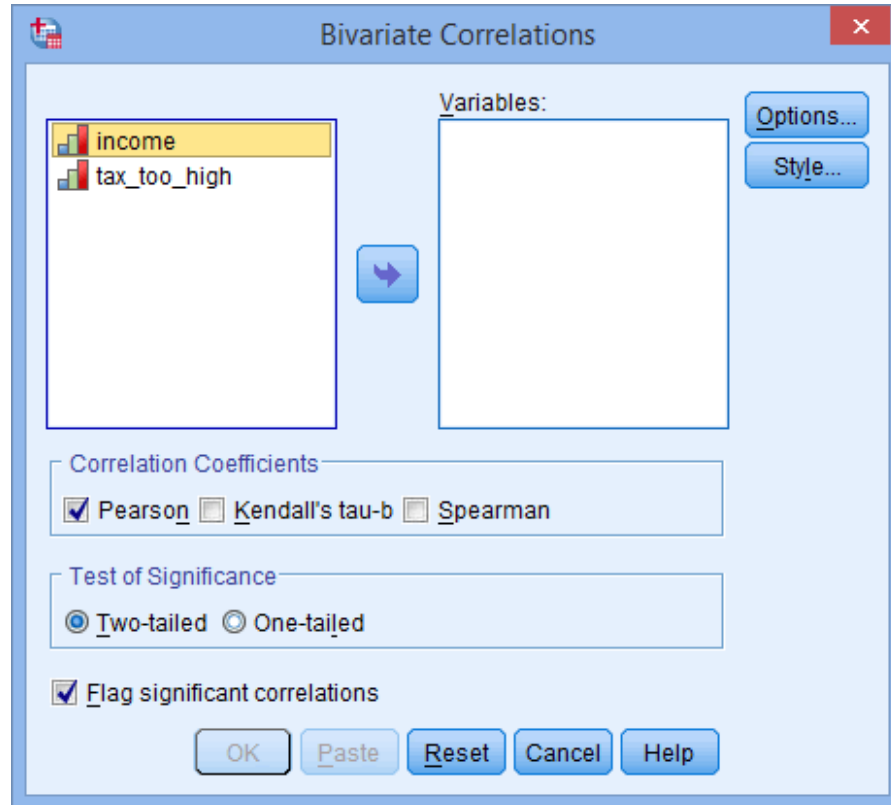 Bivariate Correlations
Variables:
income
tax_too_high
Options...
Style...
Correlation Coefficients
Pearson Kendall's tau-b Spearman
Test of Significance
Two-tailed One-tailed
Flag significant correlations
OK Paste Reset Cancel Help